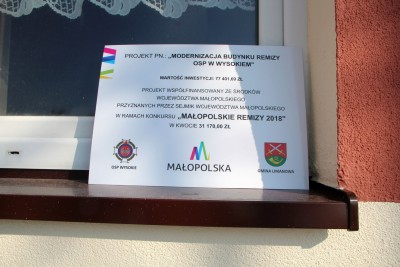 PROJEKT PN.: „MODERNIZACJA BUDYNKU REMIZY
OSP W WYSOKIEM"
WARTOŚĆ INWESTYCJI: 77 401,69 ZŁ
PROJEKT WSPÓŁFINANSOWANY ZE ŚRODKÓW
WOJEWÓDZTWA MAŁOPOLSKIEGO
PRZYZNANYCH PRZEZ SEJMIK WOJEWÓDZTWA MAŁOPOLSKIEGO
W RAMACH KONKURSU „MAŁOPOLSKIE REMIZY 2018"
W KWOCIE 31 170,00 ZŁ
OSP WYSOKIE
MAŁOPOLSKA
GMINA LIMANOWA